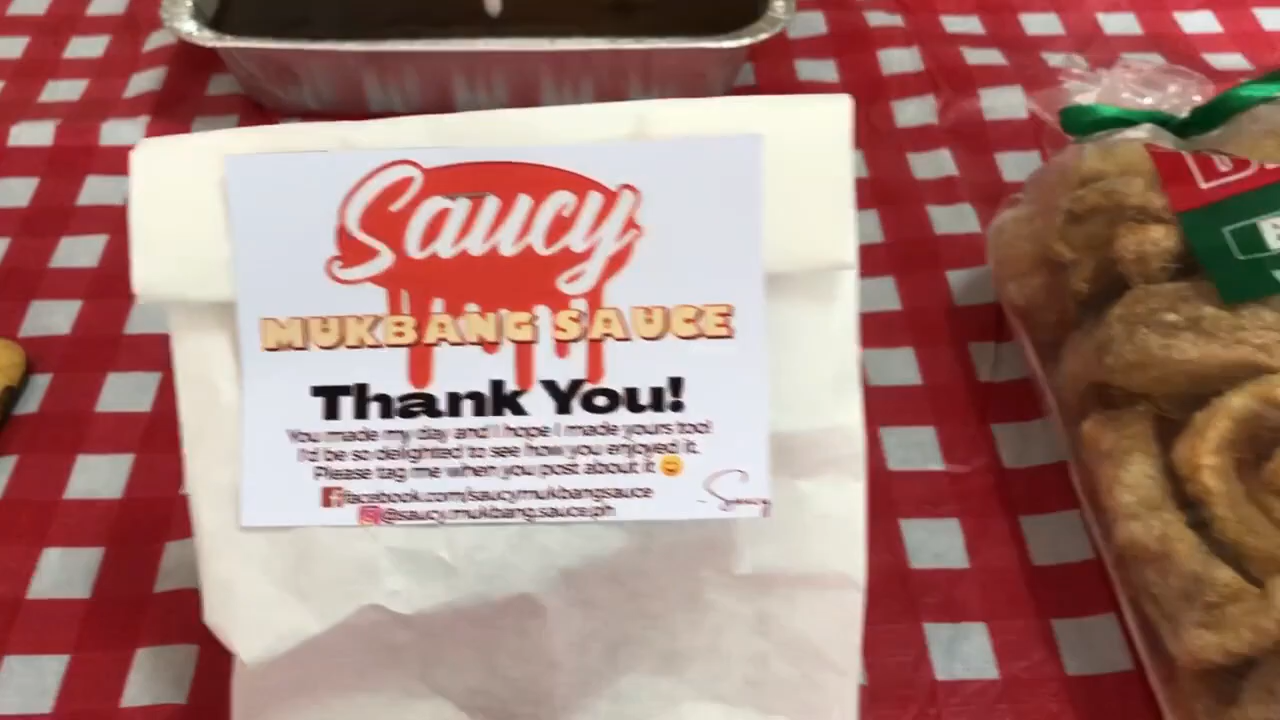 Saucy
MUKBANG SAUCE
Thank You!
You made my day and I hope I made yours too!
I'd be so delighted to see how you enjoyed it.
Please tag me when you post about it 😊
facebook.com/saucymukbangsauce
@saucy.mukbang.sauce.ph
~Saucy